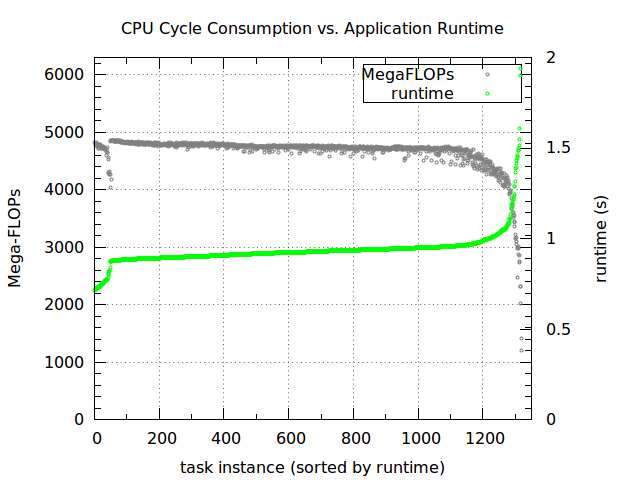 CPU Cycle Consumption vs. Application Runtime
MegaFLOPs
runtime
6000
5000
4000
3000
2000
1000
0
Mega-FLOPs
2
1.5
1
0.5
0
runtime (s)
0 200 400 600 800 1000 1200
task instance (sorted by runtime)